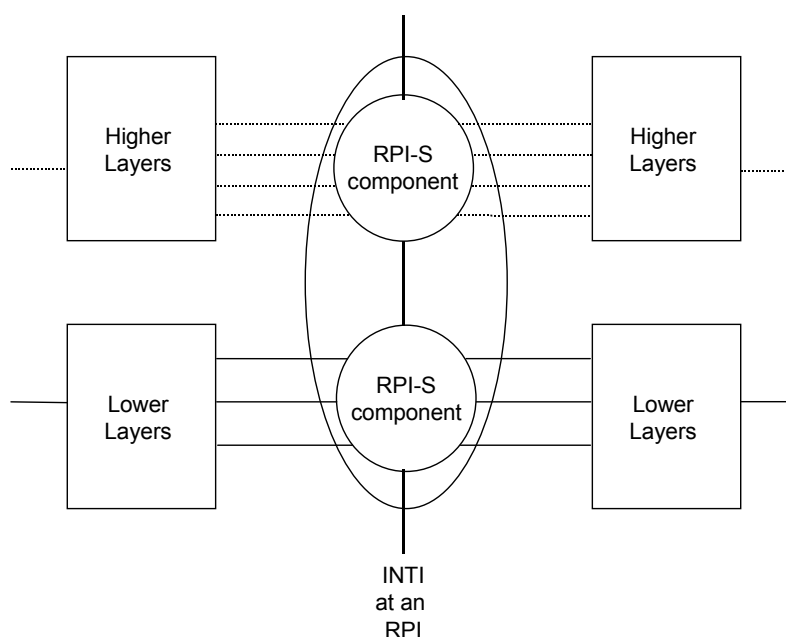 Higher
Layers
RPI-S
component
Higher
Layers
Lower
Layers
RPI-S
component
Lower
Layers
INTI
at an
RPI